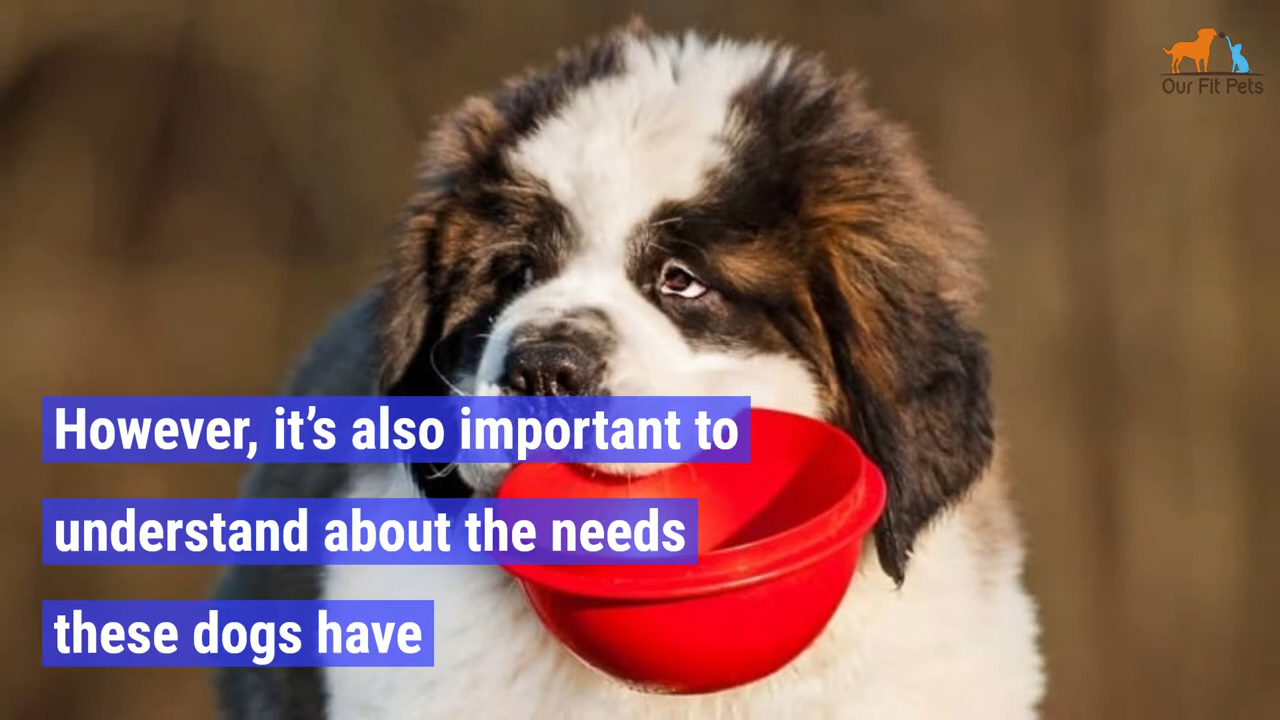 Our Fit Pets
However, it’s also important to
understand about the needs
these dogs have